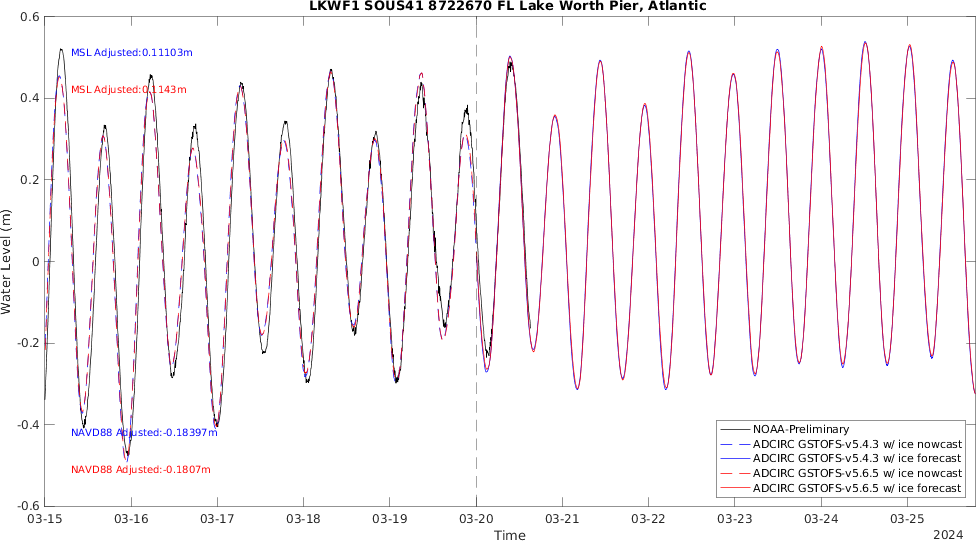 LKWF1 SOUS41 8722670 FL Lake Worth Pier, Atlantic
0.6
0.4
0.2
0
-0.2
-0.4
-0.6
Water Level (m)
MSL Adjusted:0.11103m
MSL Adjusted:0.1143m
NAVD88 Adjusted:-0.18397m
NAVD88 Adjusted:-0.1807m
NOAA-Preliminary
ADCIRC GSTOFS-v5.4.3 w/ ice nowcast
ADCIRC GSTOFS-v5.4.3 w/ ice forecast
ADCIRC GSTOFS-v5.6.5 w/ ice nowcast
ADCIRC GSTOFS-v5.6.5 w/ ice forecast
03-15 03-16 03-17 03-18 03-19 03-20 03-21 03-22 03-23 03-24 03-25
Time
2024